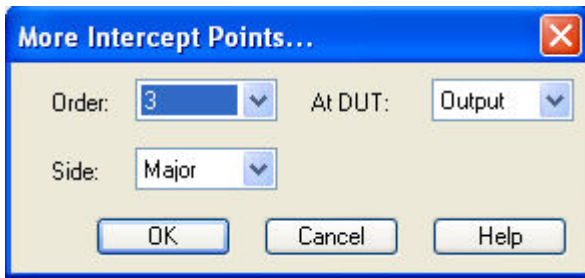 More Intercept Points...
Order: 3 At DUT: Output
Side: Major
OK Cancel Help